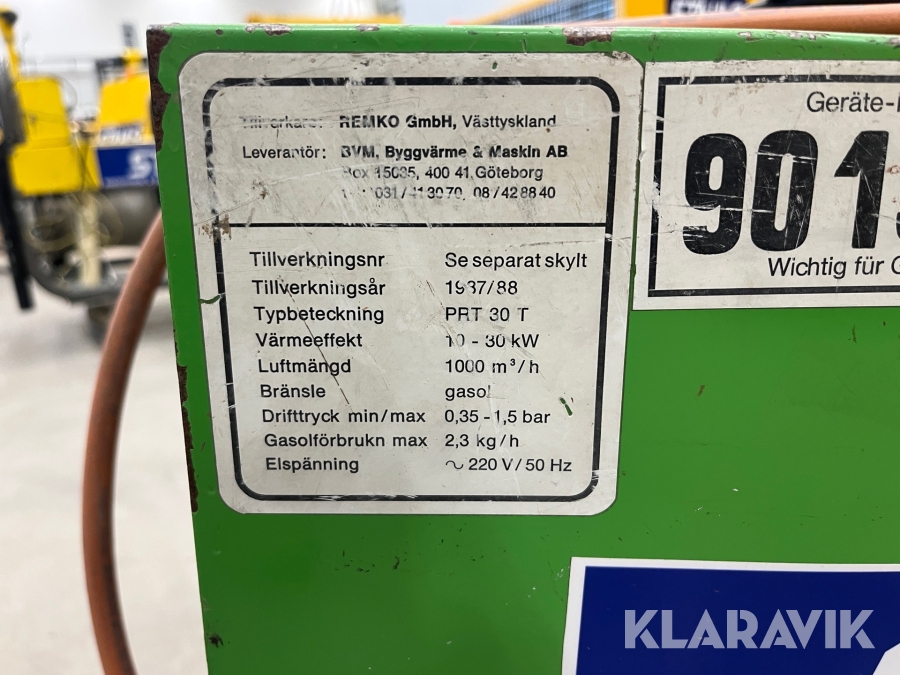 Tillverkare: REMKO GmbH, Västtyskland
Leverantör: BVM, Byggvärme & Maskin AB
Box 15035, 400 41 Göteborg
031/41 30 70, 08/42 88 40
Tillverkningsnr Se separat skylt
Tillverkningsår 1987/88
Typbeteckning PRT 30 T
Värmeeffekt 10 - 30 kW
Luftmängd 1000 m³/h
Bränsle gasol
Drifttryck min/max 0,35 - 1,5 bar
Gasolförbrukn max 2,3 kg/h
Elspänning ∼ 220 V/50 Hz
Geräte-
901
Wichtig für
KLARAVIK